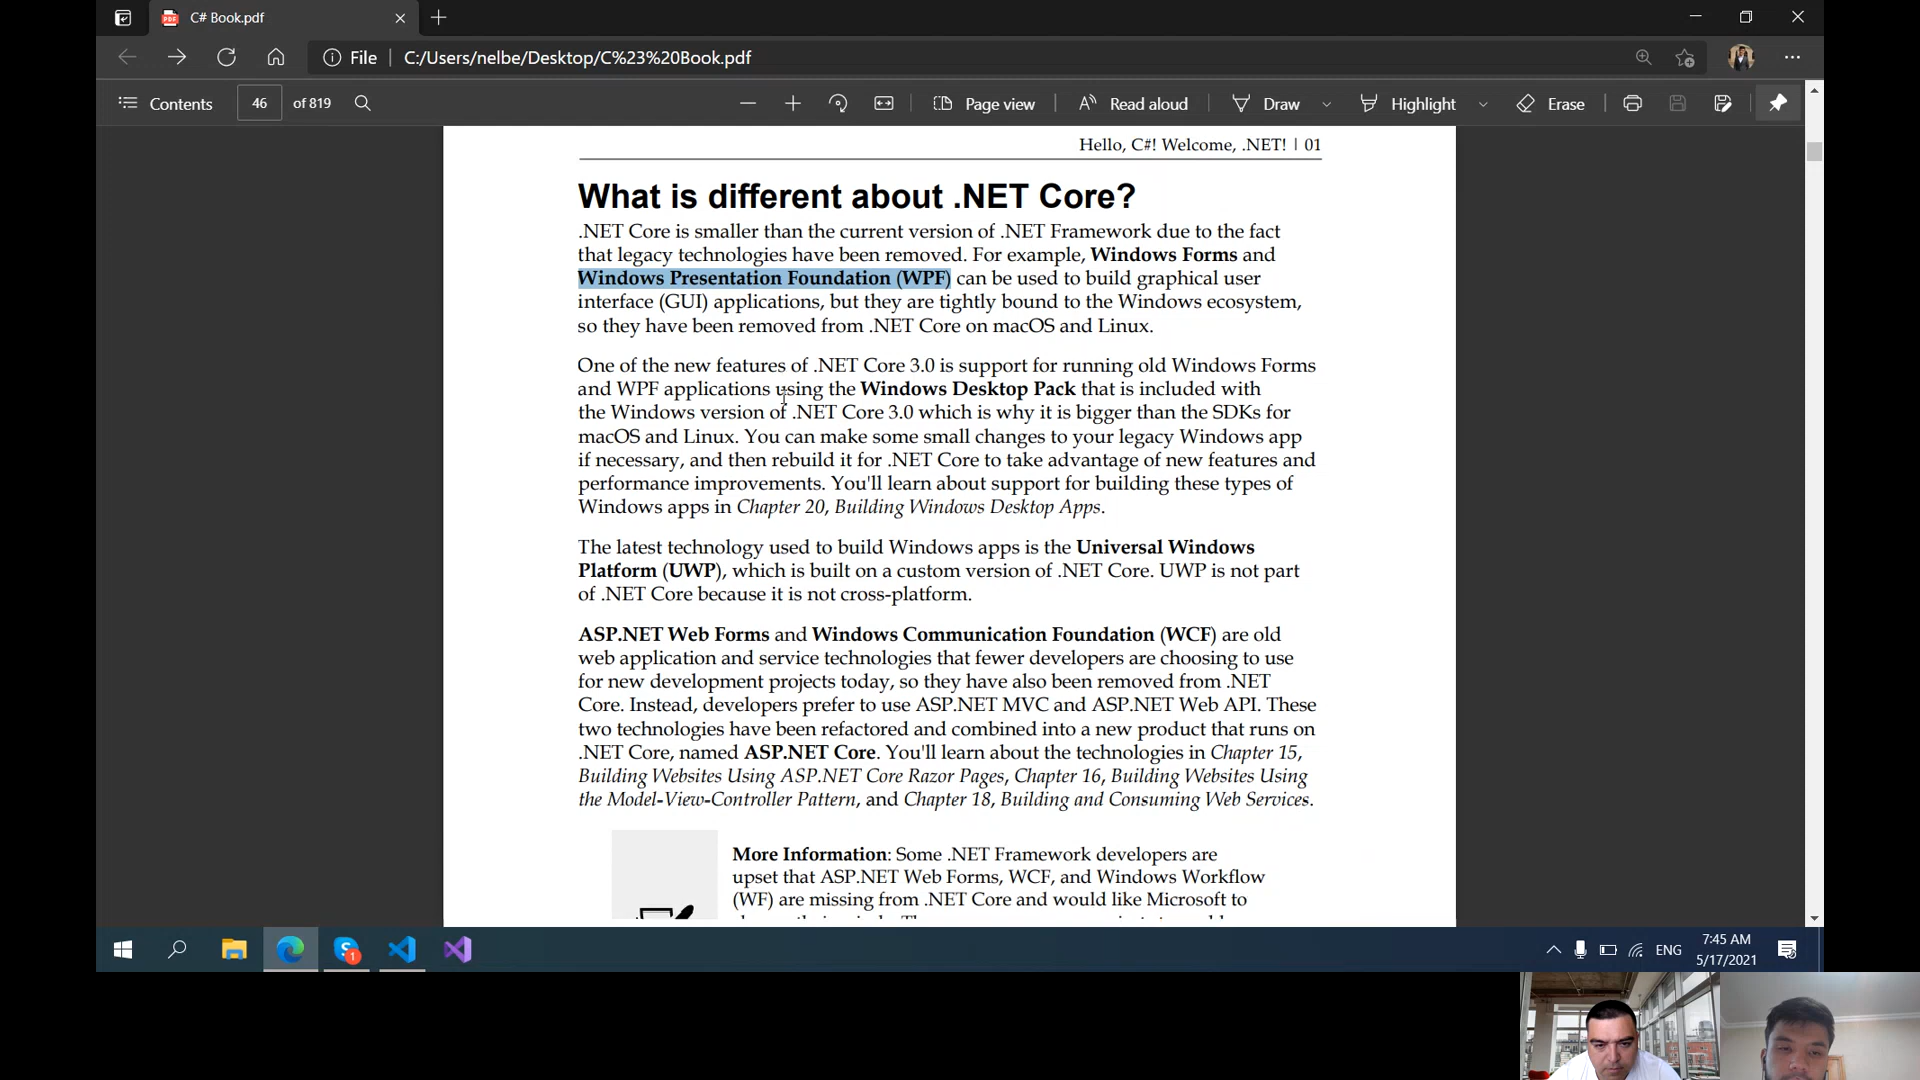 C# Book.pdf
File C:/Users/nelbe/Desktop/C%23%20Book.pdf
Contents 46 of 819 Page view Read aloud Draw Highlight Erase
Hello, C#! Welcome, .NET! | 01
What is different about .NET Core?
.NET Core is smaller than the current version of .NET Framework due to the fact
that legacy technologies have been removed. For example, Windows Forms and
Windows Presentation Foundation (WPF) can be used to build graphical user
interface (GUI) applications, but they are tightly bound to the Windows ecosystem,
so they have been removed from .NET Core on macOS and Linux.
One of the new features of .NET Core 3.0 is support for running old Windows Forms
and WPF applications using the Windows Desktop Pack that is included with
the Windows version of .NET Core 3.0 which is why it is bigger than the SDKs for
macOS and Linux. You can make some small changes to your legacy Windows app
if necessary, and then rebuild it for .NET Core to take advantage of new features and
performance improvements. You'll learn about support for building these types of
Windows apps in Chapter 20, Building Windows Desktop Apps.
The latest technology used to build Windows apps is the Universal Windows
Platform (UWP), which is built on a custom version of .NET Core. UWP is not part
of .NET Core because it is not cross-platform.
ASP.NET Web Forms and Windows Communication Foundation (WCF) are old
web application and service technologies that fewer developers are choosing to use
for new development projects today, so they have also been removed from .NET
Core. Instead, developers prefer to use ASP.NET MVC and ASP.NET Web API. These
two technologies have been refactored and combined into a new product that runs on
.NET Core, named ASP.NET Core. You'll learn about the technologies in Chapter 15,
Building Websites Using ASP.NET Core Razor Pages, Chapter 16, Building Websites Using
the Model-View-Controller Pattern, and Chapter 18, Building and Consuming Web Services.
More Information: Some .NET Framework developers are
upset that ASP.NET Web Forms, WCF, and Windows Workflow
(WF) are missing from .NET Core and would like Microsoft to
1
ENG
7:45 AM
5/17/2021